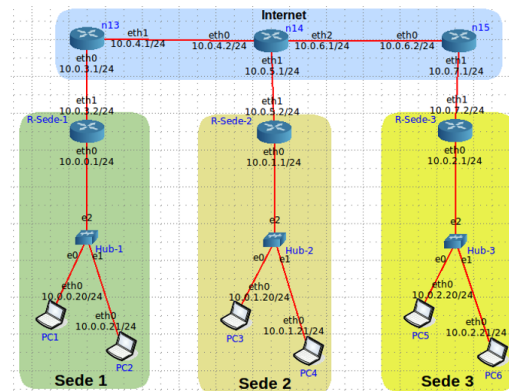 Internet
n13
n14
n15
eth1
10.0.4.1/24
eth0
10.0.4.2/24
eth2
10.0.6.1/24
eth0
10.0.6.2/24
eth0
10.0.3.1/24
eth1
10.0.5.1/24
eth0
10.0.7.1/24
eth1
10.0.3.2/24
eth1
10.0.5.2/24
eth1
10.0.7.2/24
R-Sede-1
R-Sede-2
R-Sede-3
eth0
10.0.0.1/24
eth0
10.0.1.1/24
eth0
10.0.2.1/24
e2
e2
e2
Hub-1
Hub-2
Hub-3
e0
e1
e0
e1
e0
e1
eth0
10.0.0.20/24
eth0
10.0.1.20/24
eth0
10.0.2.20/24
eth0
10.0.0.21/24
eth0
10.0.1.21/24
eth0
10.0.2.21/24
PC1
PC2
PC3
PC4
PC5
PC6
Sede 1
Sede 2
Sede 3